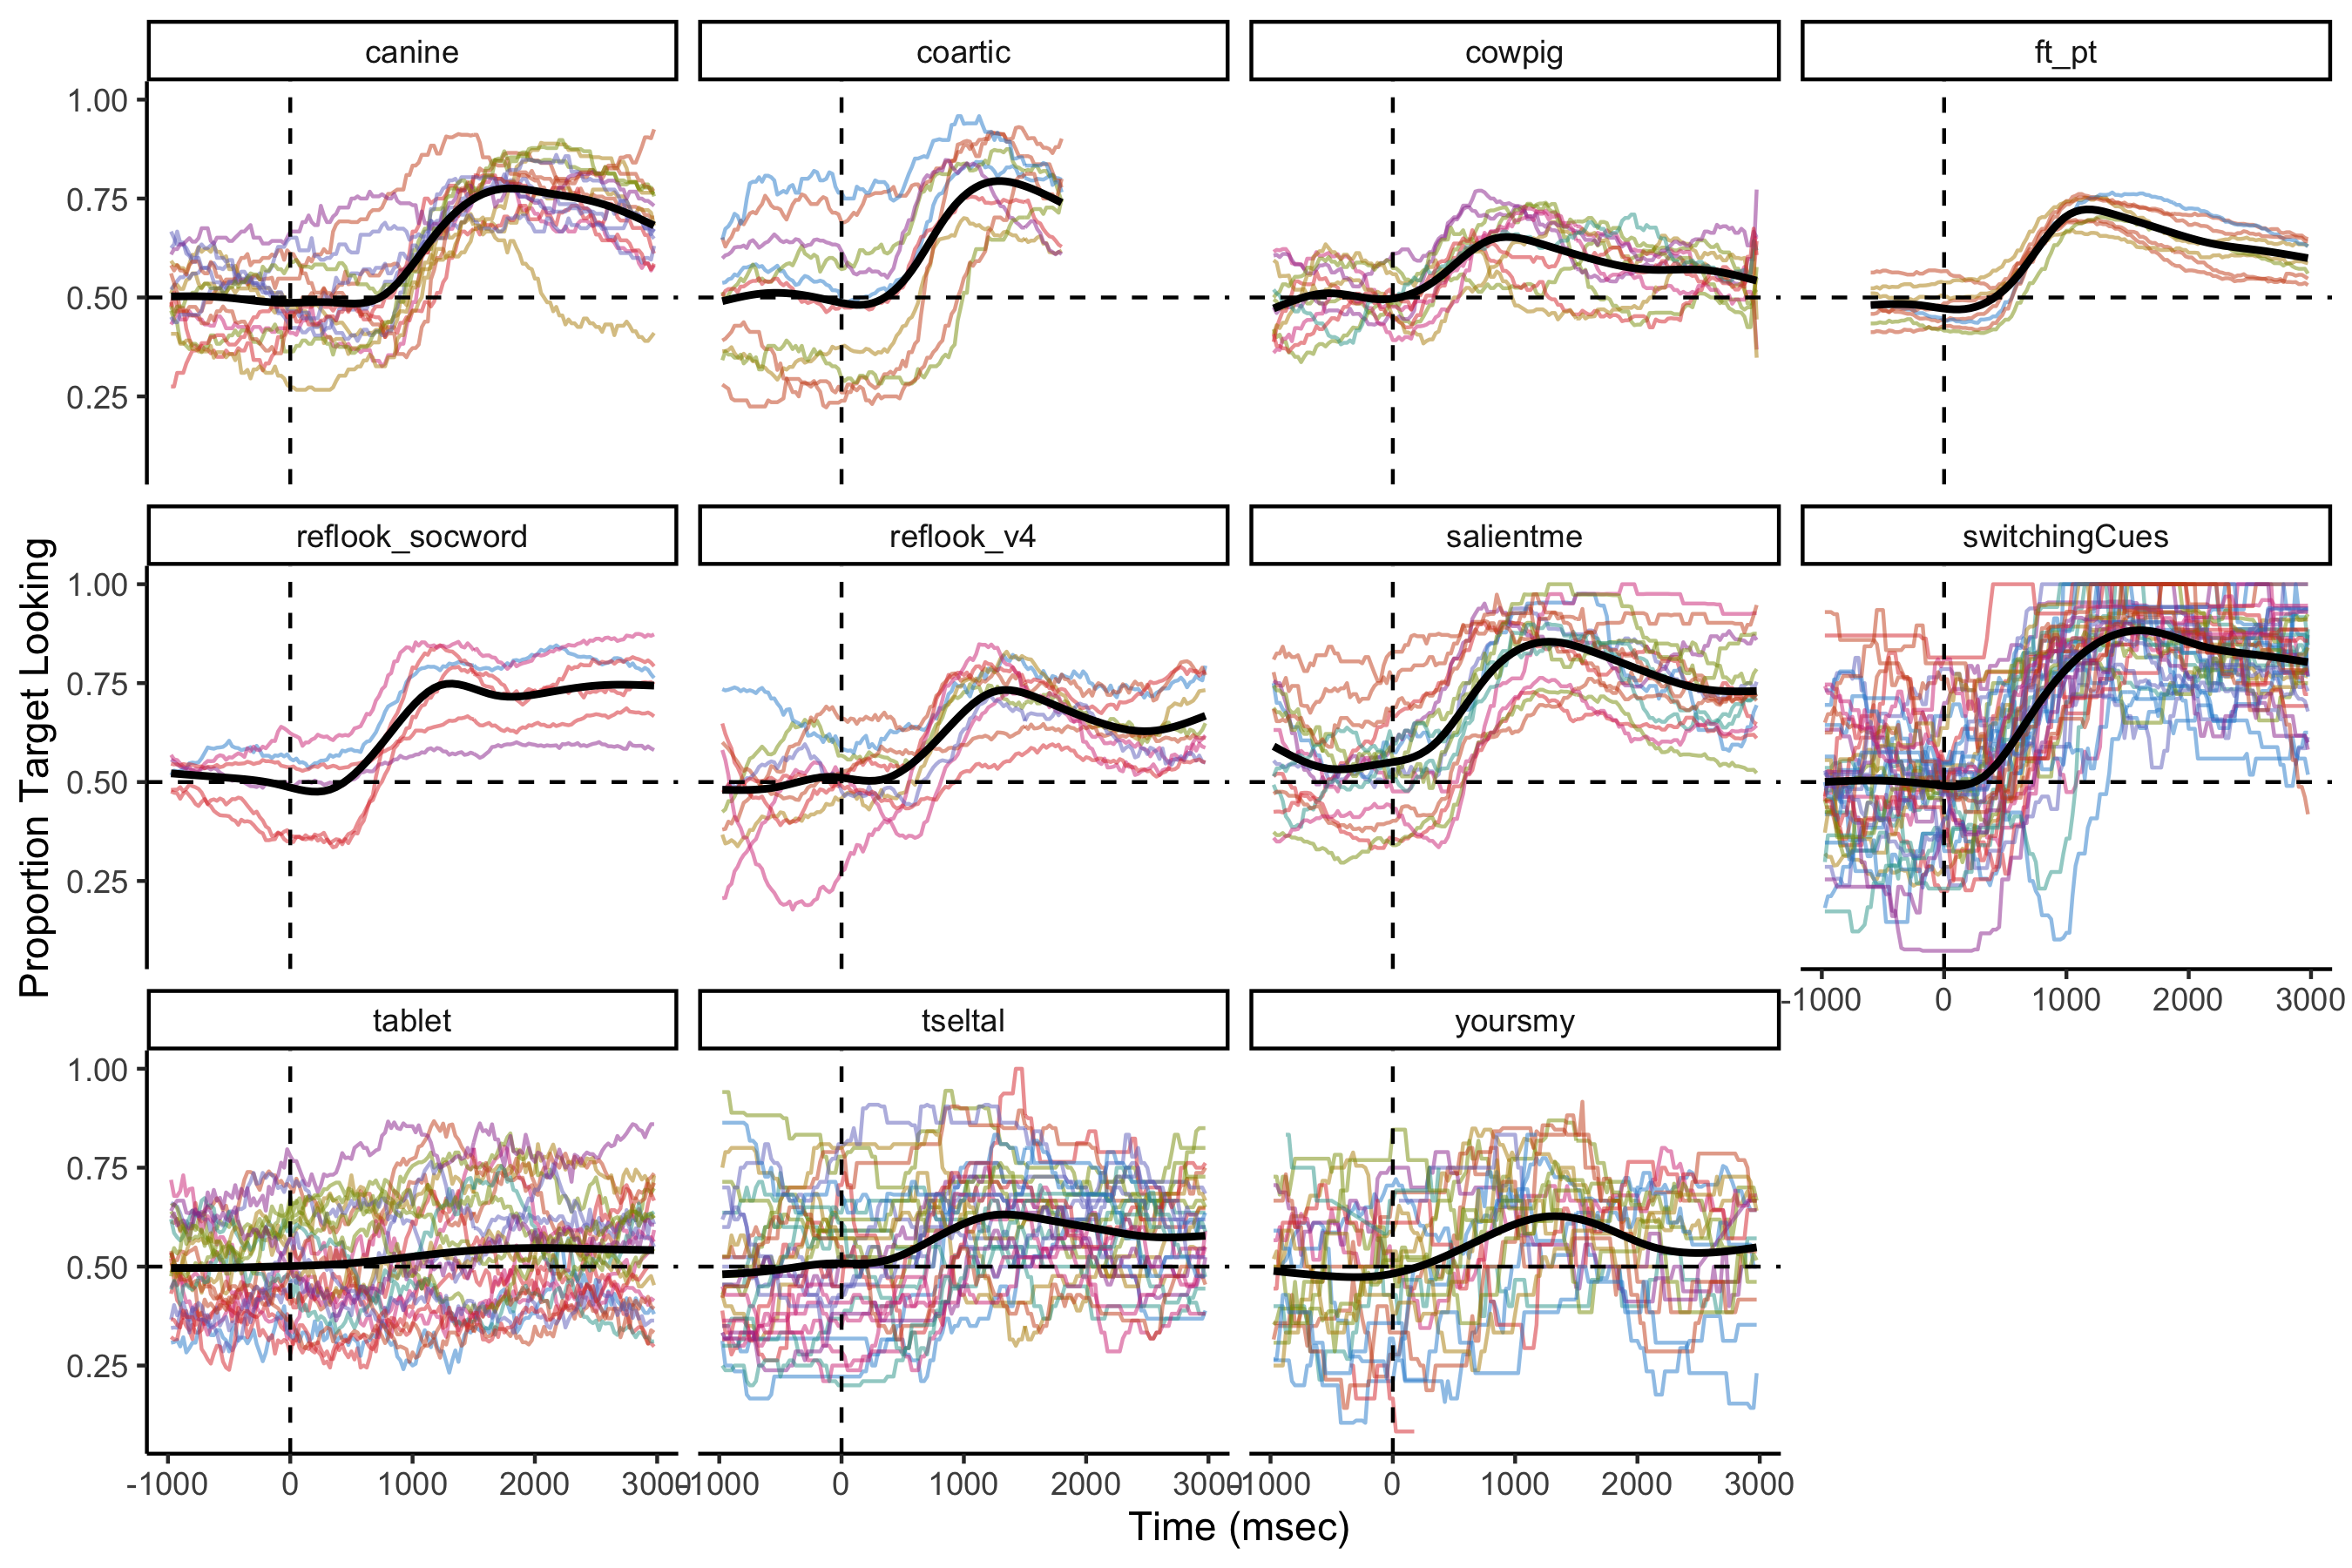 canine
coartic
cowpig
ft_pt
1.00
0.75
0.50
0.25
reflook_socword
reflook_v4
salientme
switchingCues
1.00
0.75
0.50
0.25
-1000 0 1000 2000 3000
tablet
tseltal
yoursmy
1.00
0.75
0.50
0.25
-1000 0 1000 2000 3000
-1000 0 1000 2000 3000
-1000 0 1000 2000 3000
Time (msec)
Proportion Target Looking